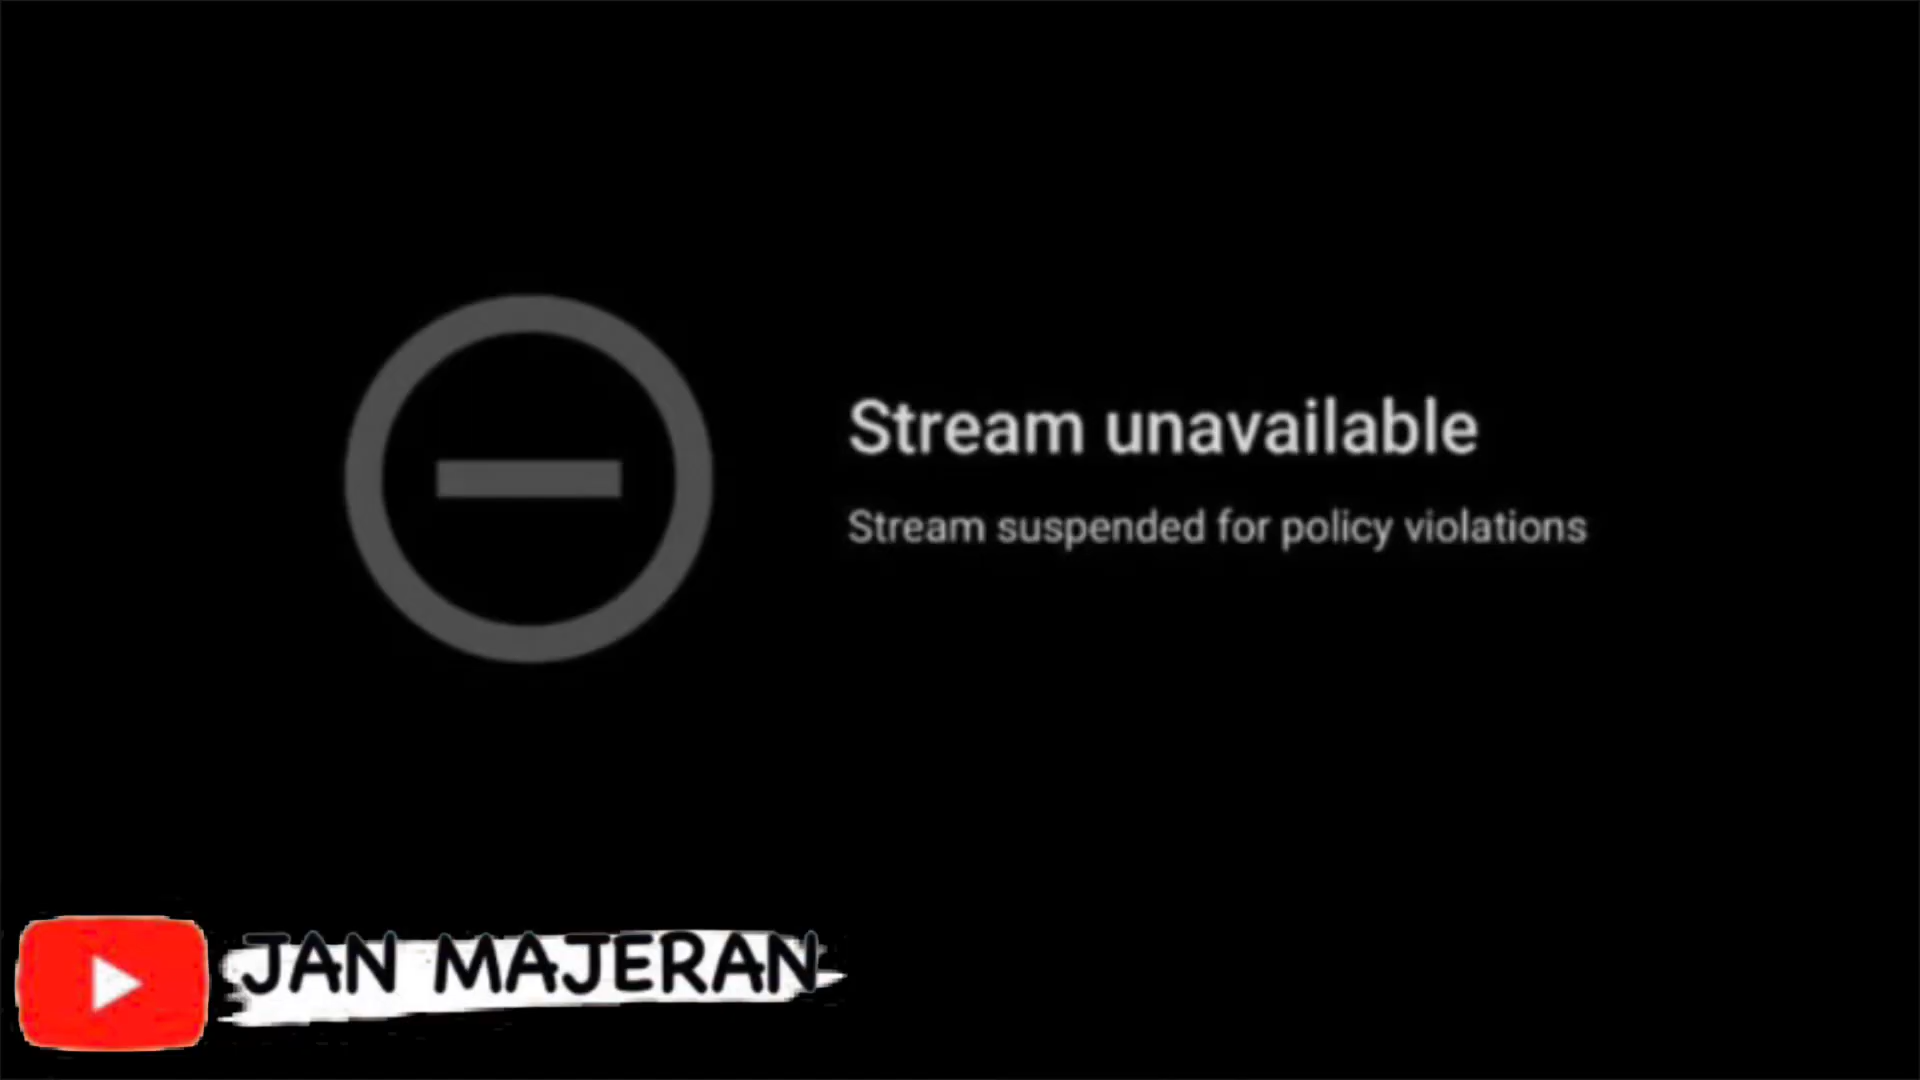 Stream unavailable
Stream suspended for policy violations
JAN MAJERAN